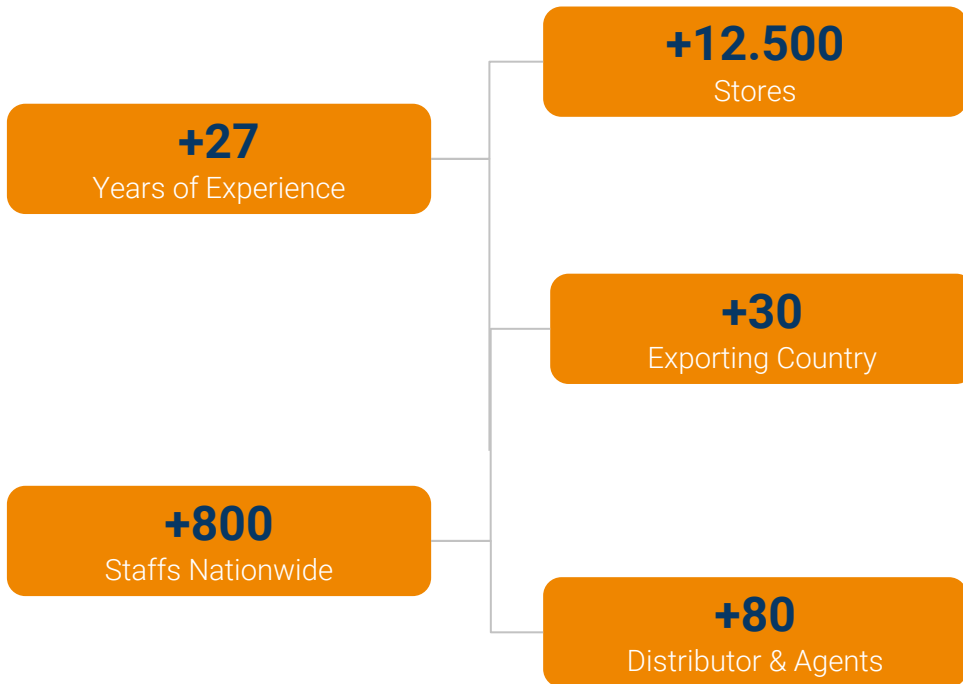 +12.500
Stores
+27
Years of Experience
+30
Exporting Country
+800
Staffs Nationwide
+80
Distributor & Agents